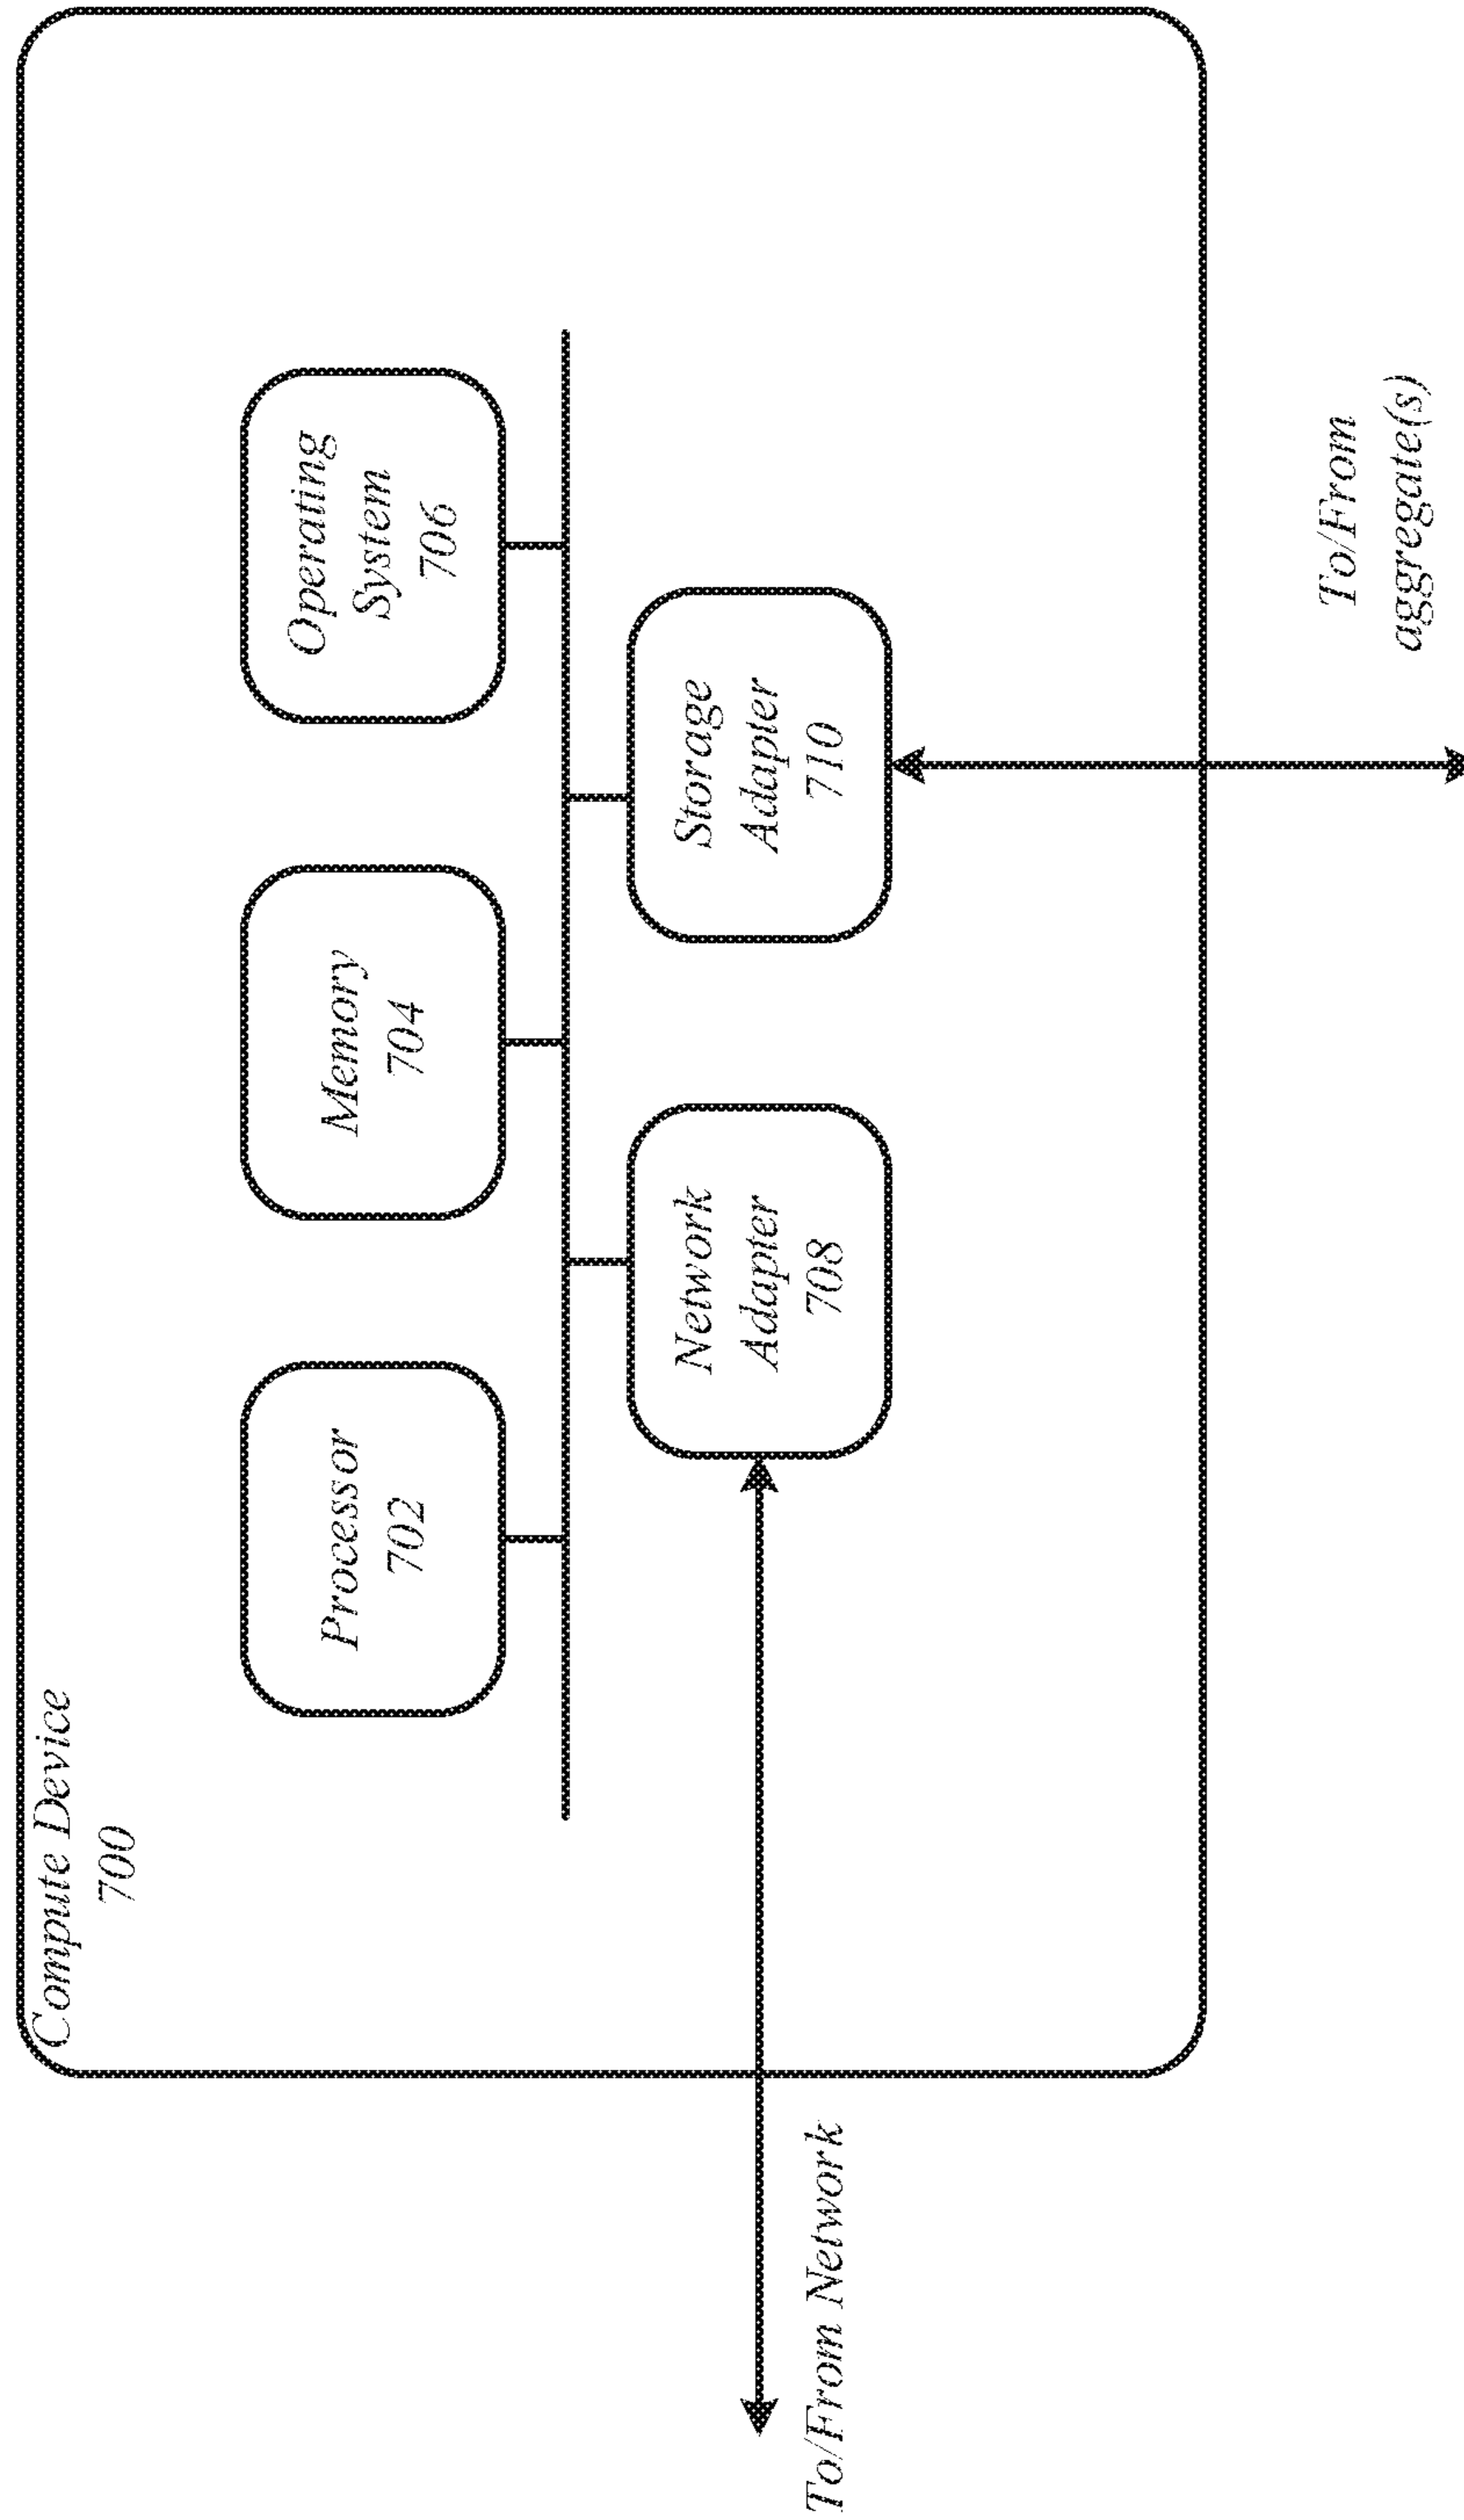 Compute Device
700
Processor
702
Memory
704
Operating
System
706
Network
Adapter
708
Storage
Adapter
710
To/From Network
To/From
aggregate(s)